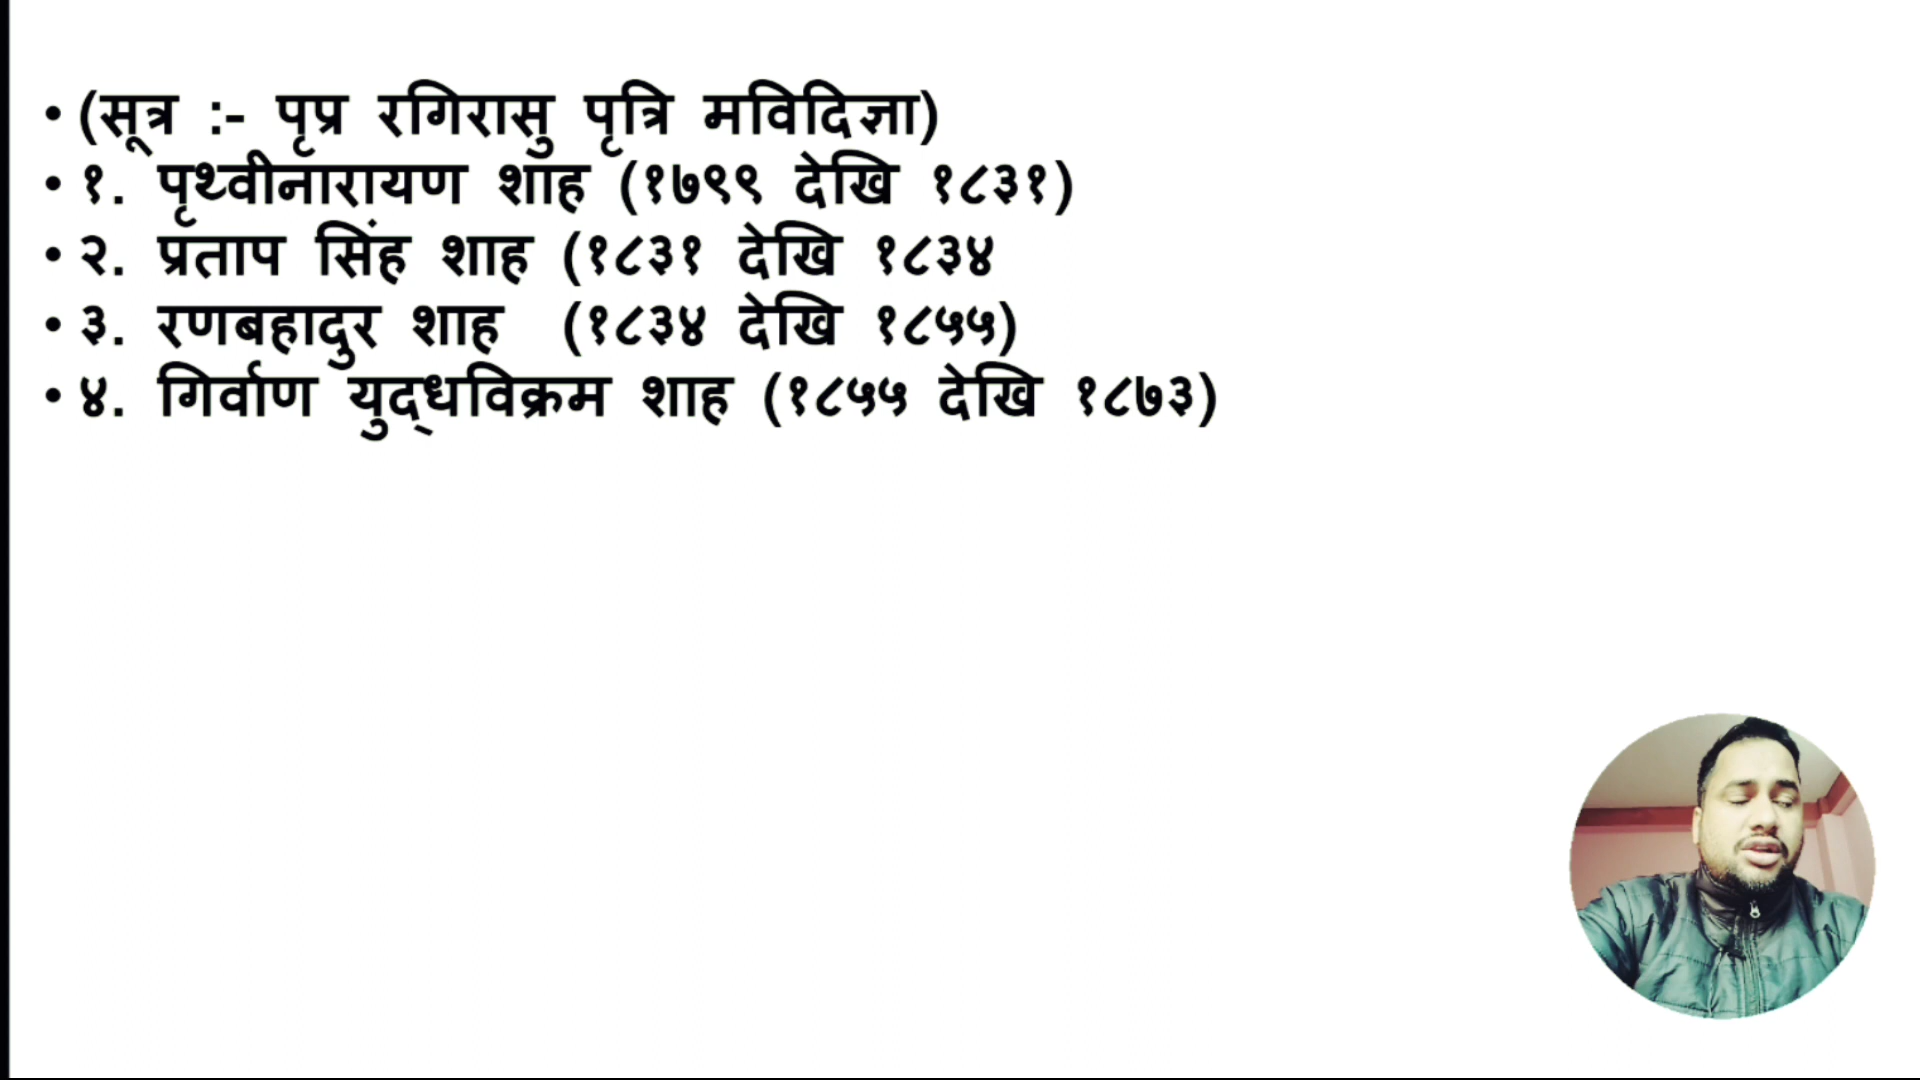 • (सूत्र :- पृप्र रगिरासु पृत्रि मविदिज्ञा)
• १. पृथ्वीनारायण शाह (१७९९ देखि १८३१)
• २. प्रताप सिंह शाह (१८३१ देखि १८३४
• ३. रणबहादुर शाह (१८३४ देखि १८५५)
• ४. गिर्वाण युद्धविक्रम शाह (१८५५ देखि १८७३)